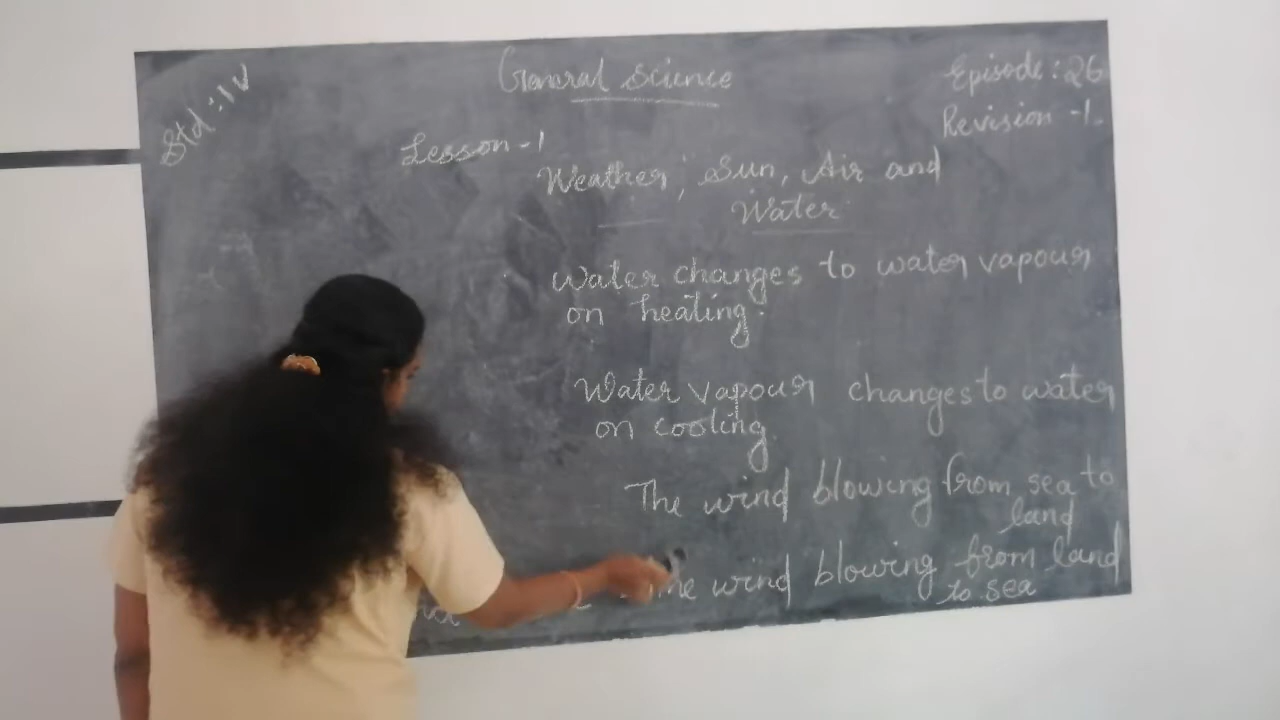 Std : IV
General Science
Episode : 26
Revision - 1.
Lesson - 1
Weather, Sun, Air and
Water
Water changes to water vapour
on heating.
Water vapour changes to water
on cooling
The wind blowing from sea to
land
The wind blowing from land
to sea